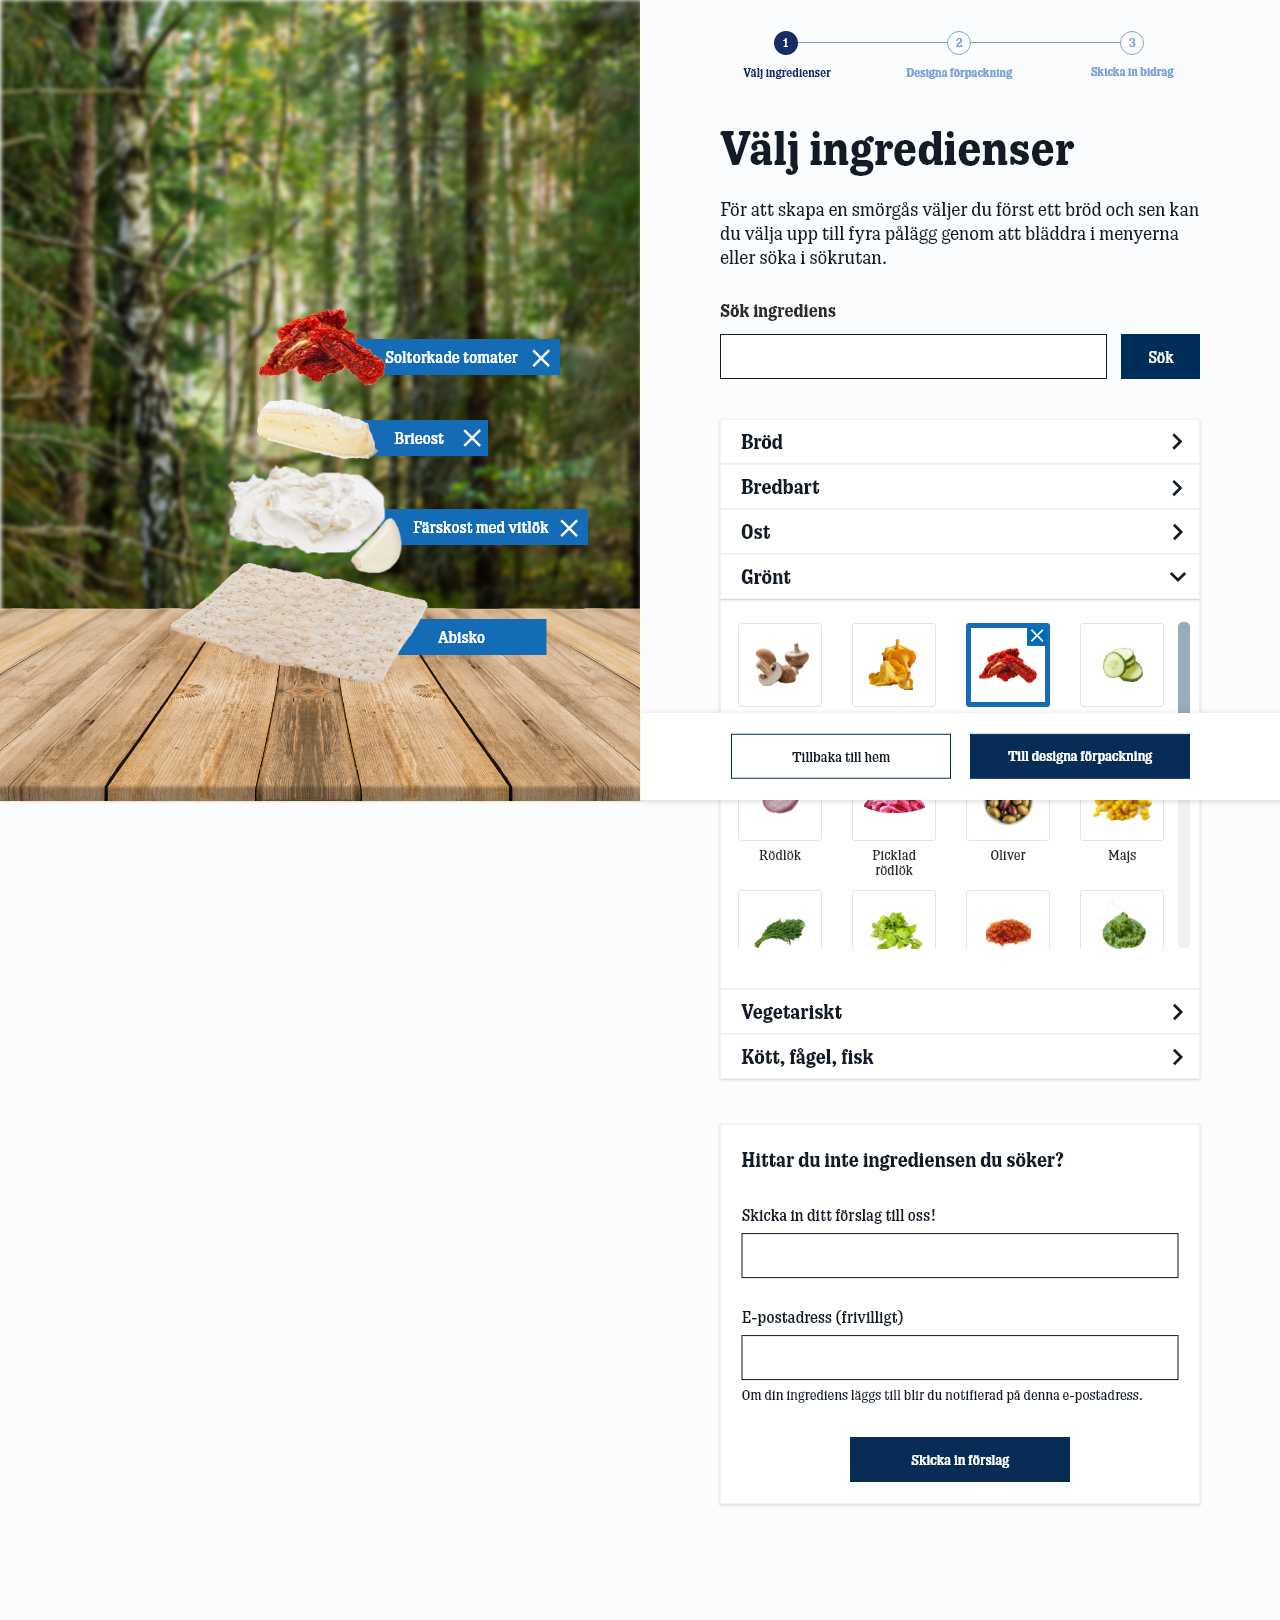 1
2
3
Välj ingredienser
Designa förpackning
Skicka in bidrag
Välj ingredienser
För att skapa en smörgås väljer du först ett bröd och sen kan
du välja upp till fyra pålägg genom att bläddra i menyerna
eller söka i sökrutan.
Sök ingrediens
Sök
Soltorkade tomater
Brieost
Färskost med vitlök
Abisko
Bröd
Bredbart
Ost
Grönt
Tillbaka till hem
Till designa förpackning
Rödlök
Picklad
rödlök
Oliver
Majs
Vegetariskt
Kött, fågel, fisk
Hittar du inte ingrediensen du söker?
Skicka in ditt förslag till oss!
E-postadress (frivilligt)
Om din ingrediens läggs till blir du notifierad på denna e-postadress.
Skicka in förslag